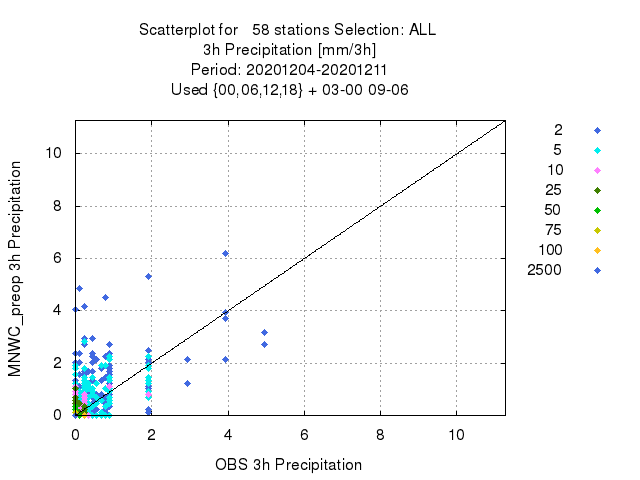 Scatterplot for   58 stations Selection: ALL
3h Precipitation [mm/3h]
Period: 20201204-20201211
Used {00,06,12,18} + 03-00 09-06
MNWC_preop 3h Precipitation
10
8
6
4
2
0
0 2 4 6 8 10
OBS 3h Precipitation
2
5
10
25
50
75
100
2500